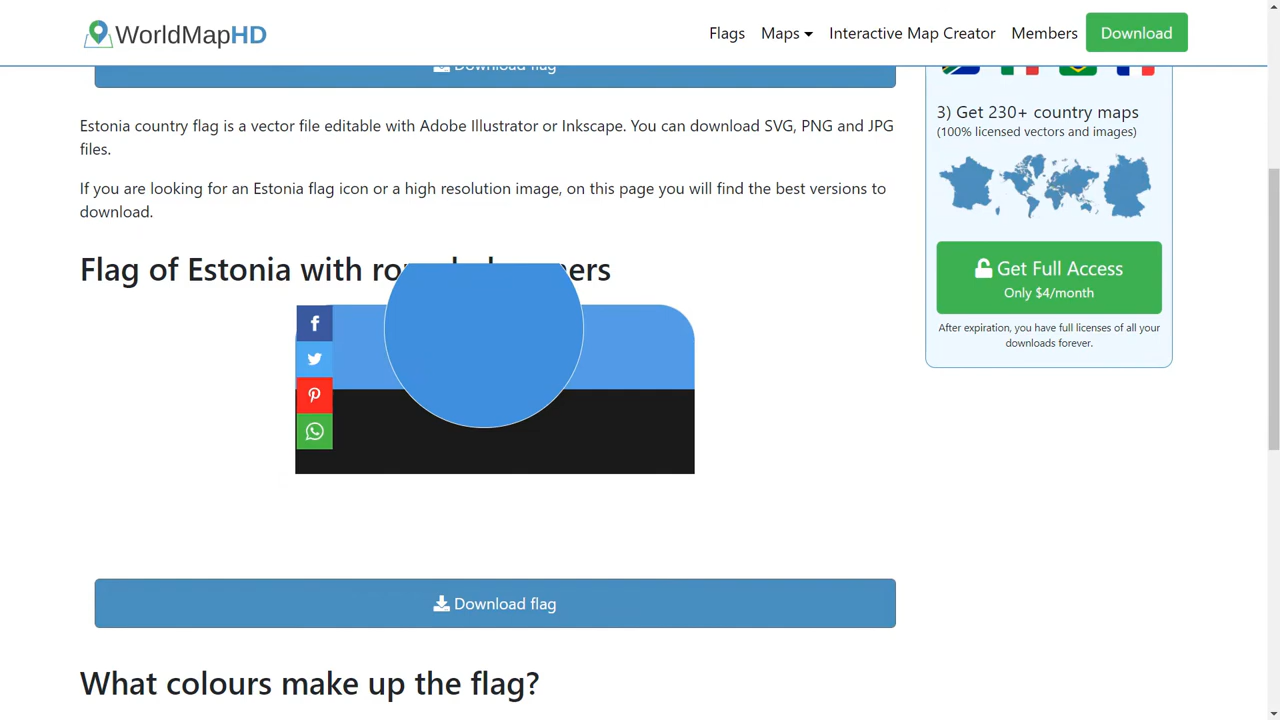 WorldMapHD
Flags
Maps
Interactive Map Creator
Members
Download
Download flag
Estonia country flag is a vector file editable with Adobe Illustrator or Inkscape. You can download SVG, PNG and JPG
files.
If you are looking for an Estonia flag icon or a high resolution image, on this page you will find the best versions to
download.
Flag of Estonia with
Download flag
What colours make up the flag?
3) Get 230+ country maps
(100% licensed vectors and images)
Get Full Access
Only $4/month
After expiration, you have full licenses of all your
downloads forever.